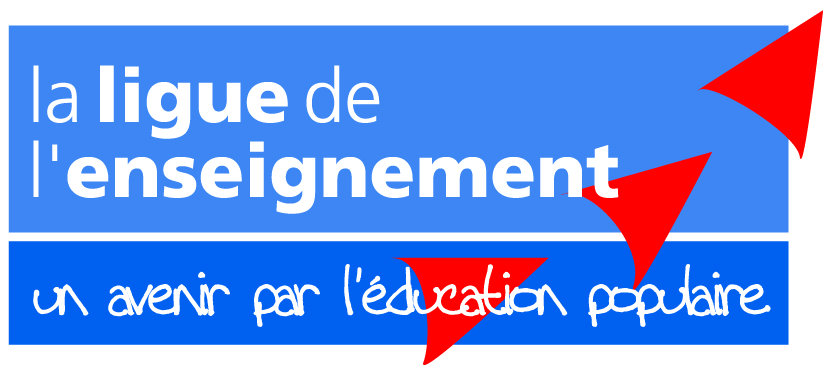 la ligue de
l'enseignement
un avenir par l'éducation populaire